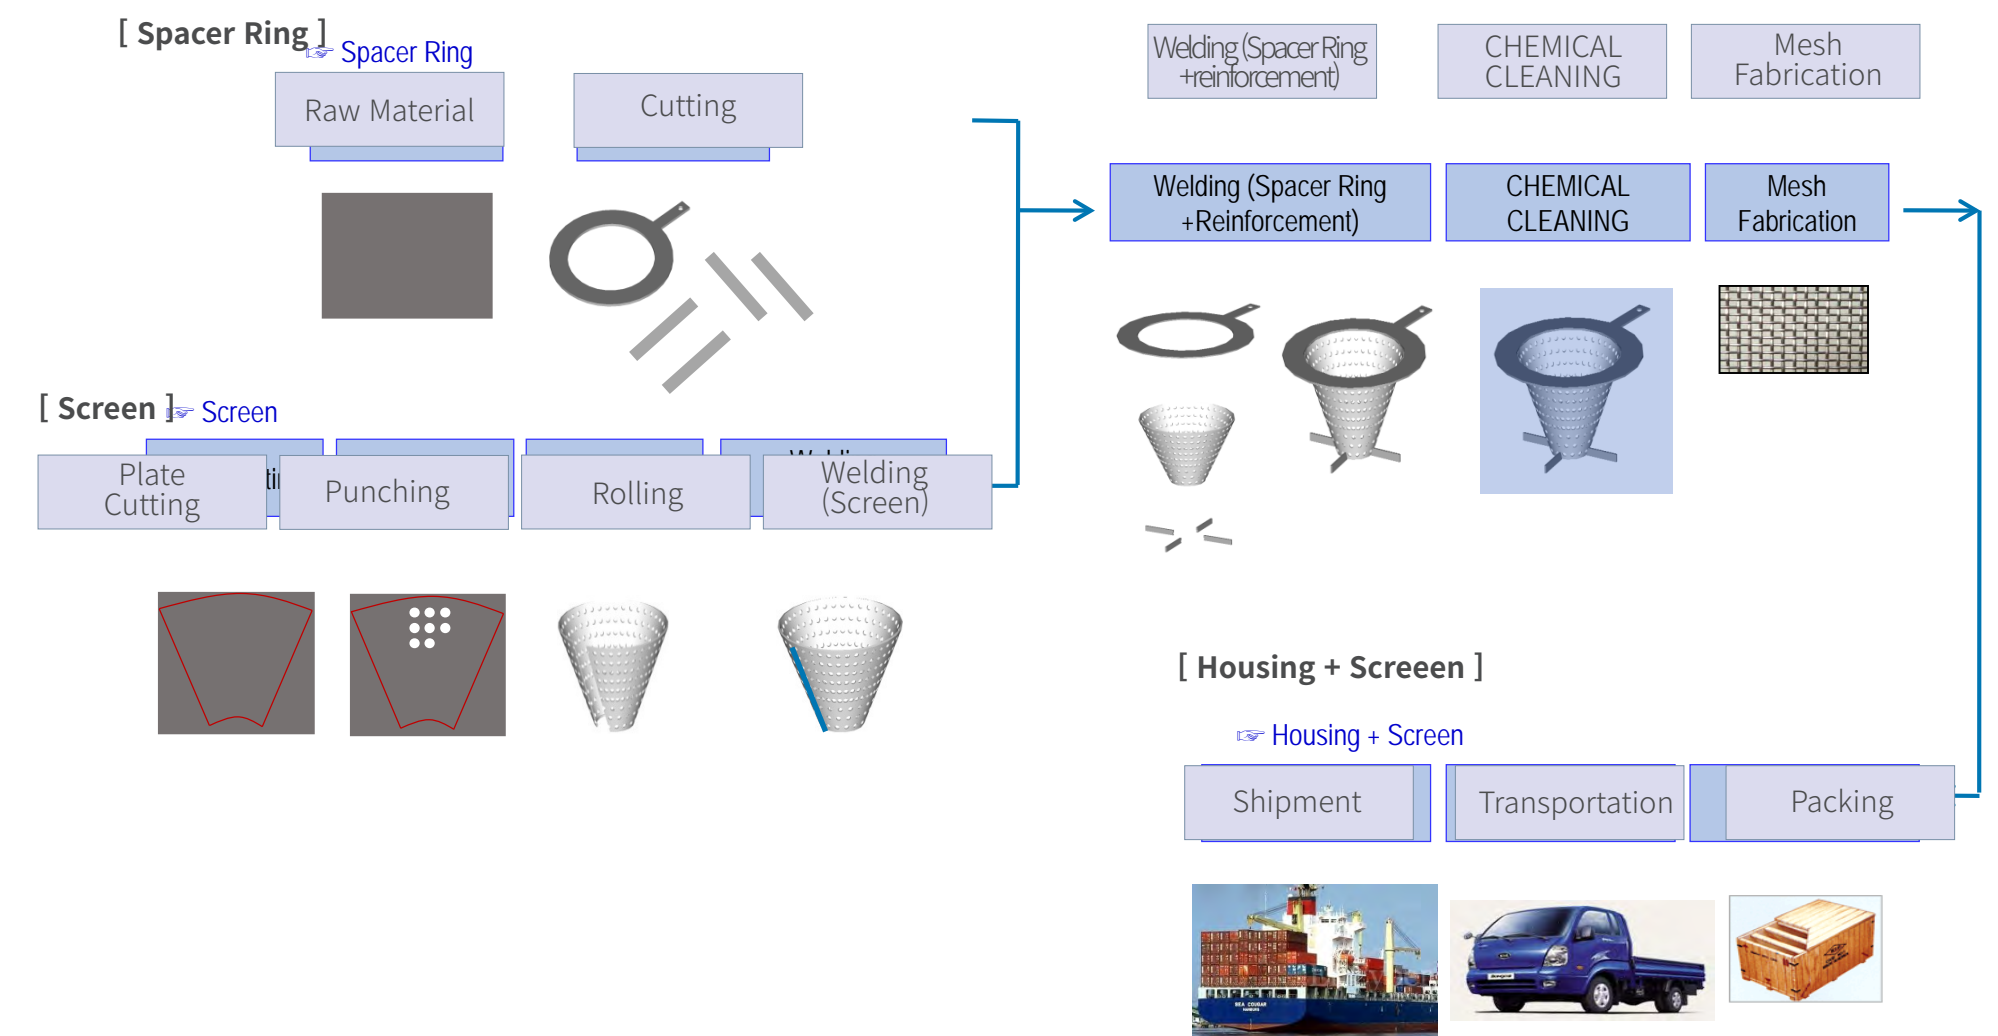 [ Spacer Ring ]
☞ Spacer Ring
Raw Material
Cutting
Welding (Spacer Ring
+reinforcement)
CHEMICAL
CLEANING
Mesh
Fabrication
Welding (Spacer Ring
+Reinforcement)
CHEMICAL
CLEANING
Mesh
Fabrication
[ Screen ]
☞ Screen
Plate
Cutting
Punching
Rolling
Welding
(Screen)
[ Housing + Screeen ]
☞ Housing + Screen
Shipment
Transportation
Packing
SEA COUGAR